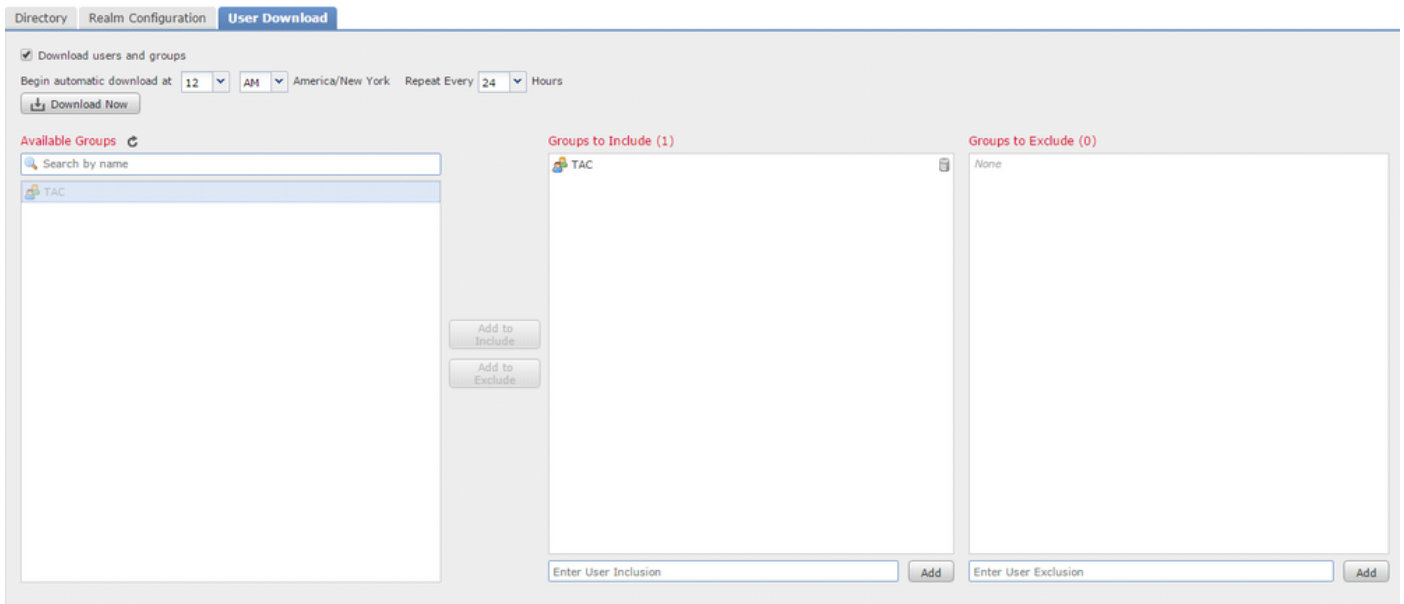 Directory Realm Configuration User Download
Download users and groups
Begin automatic download at 12 AM America/New York Repeat Every 24 Hours
Download Now
Available Groups Groups to Include (1) Groups to Exclude (0)
Search by name TAC None
TAC
Add to
Include
Add to
Exclude
Enter User Inclusion Add Enter User Exclusion Add